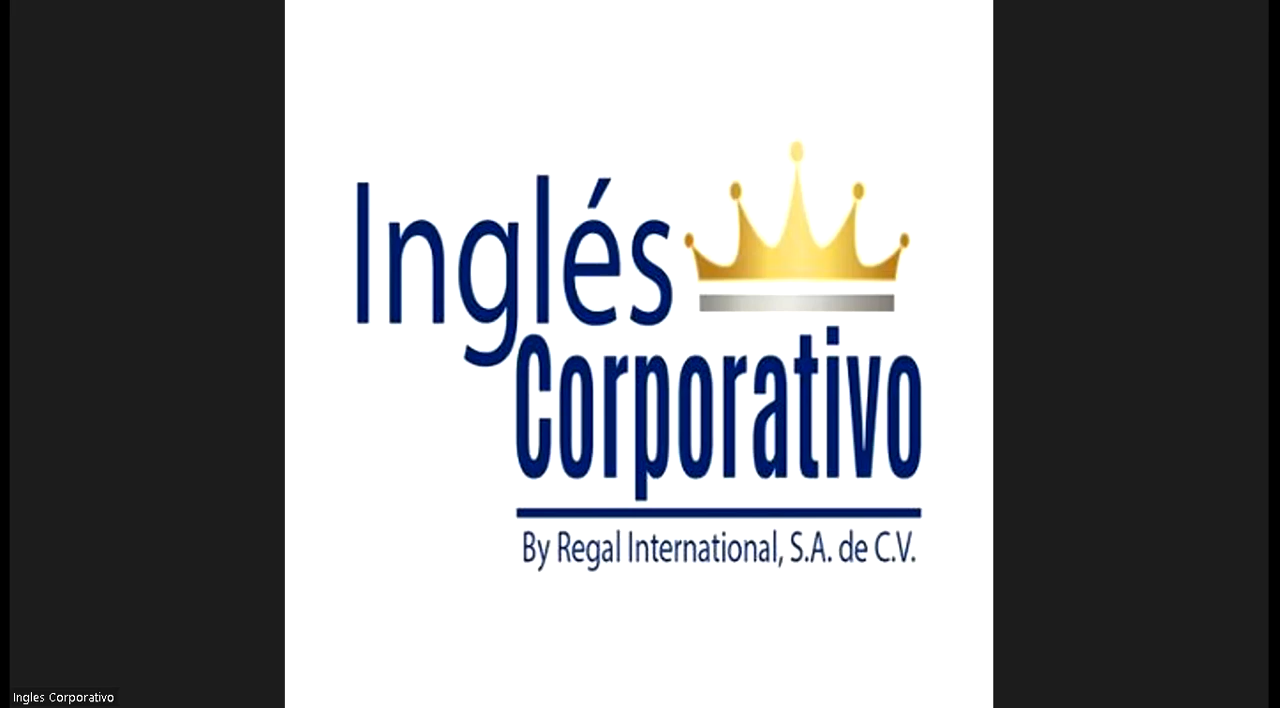 Inglés
Corporativo
By Regal International, S.A. de C.V.
Ingles Corporativo